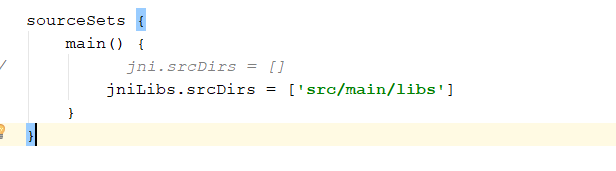 sourceSets {
main() {
/ jni.srcDirs = []
jniLibs.srcDirs = ['src/main/libs']
}
}